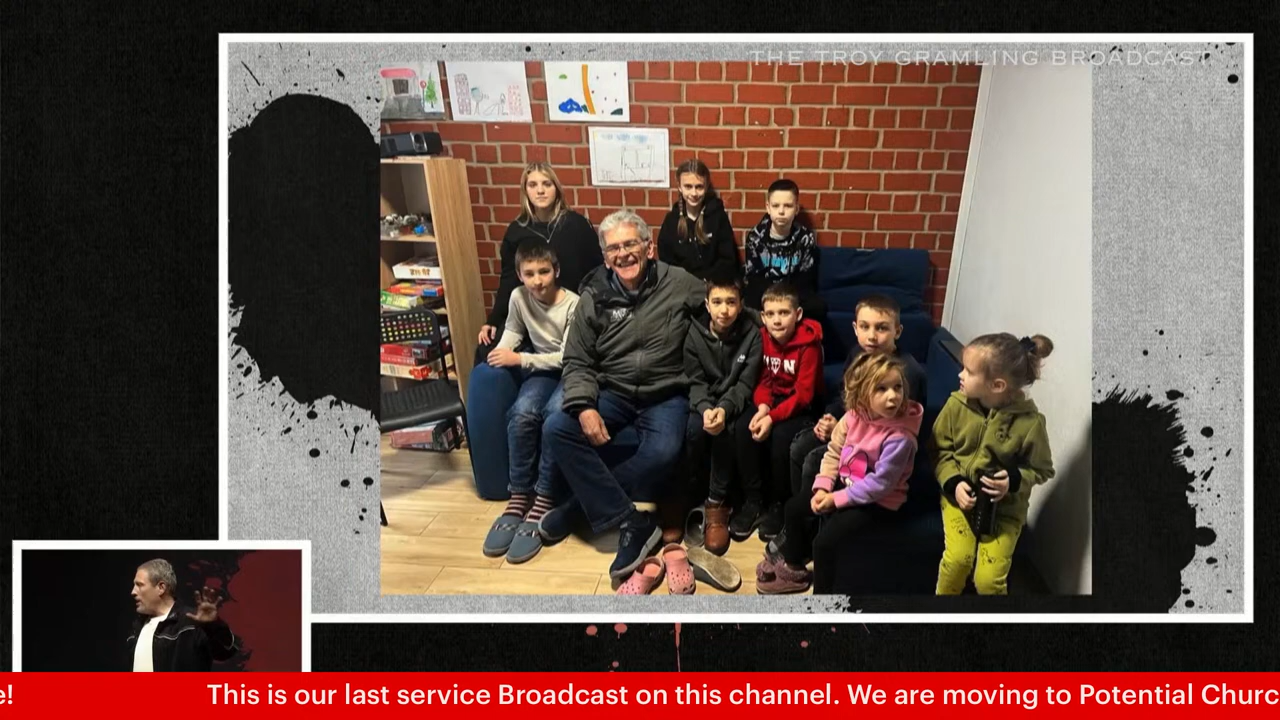 THE TROY GRAMLING BROADCAST
e!
This is our last service Broadcast on this channel. We are moving to Potential Churc